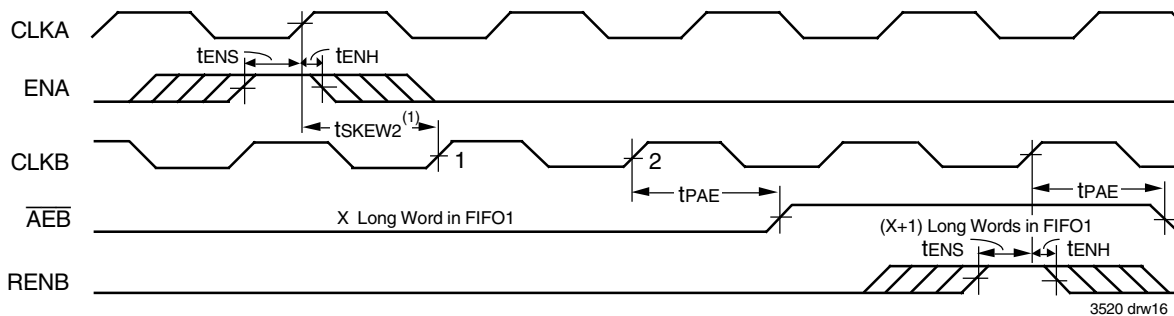 CLKA
tENS tENH
ENA
tSKEW2(1)
CLKB
1 2
tPAE tPAE
AEB
X Long Word in FIFO1
(X+1) Long Words in FIFO1
tENS tENH
RENB
3520 drw16